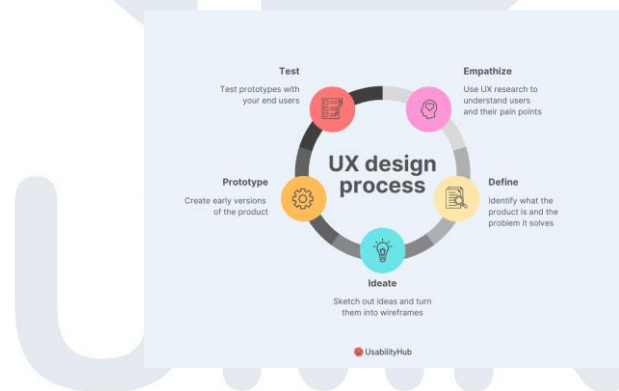 Test
Test prototypes with
your end users
Empathize
Use UX research to
understand users
and their pain points
UX design
process
Prototype
Create early versions
of the product
Define
Identify what the
product is and the
problem it solves
Ideate
Sketch out ideas and turn
them into wireframes
UsabilityHub